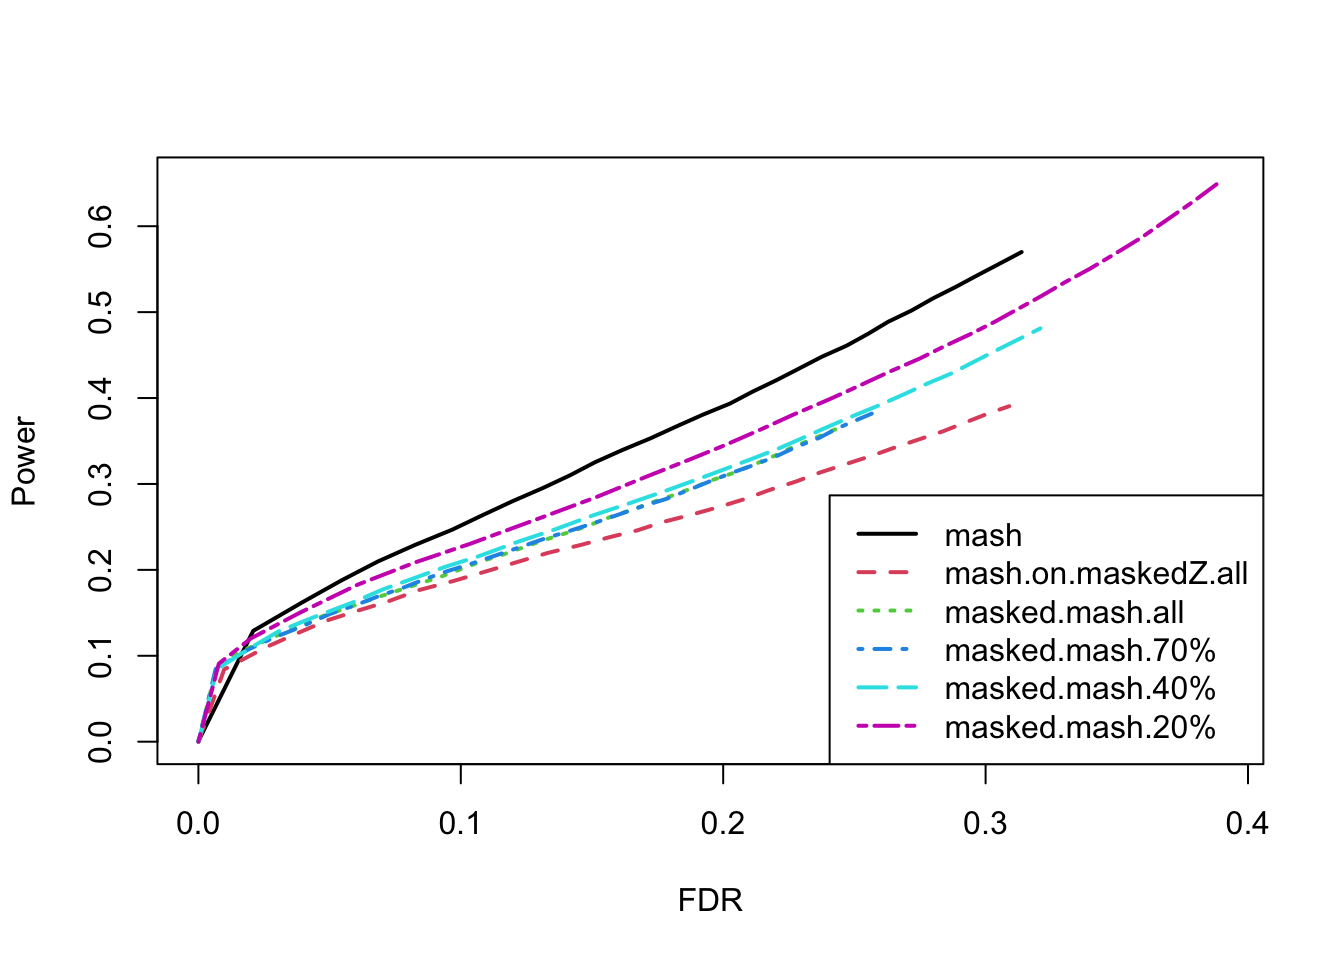 Power
0.6
0.5
0.4
0.3
0.2
0.1
0.0
mash
mash.on.maskedZ.all
masked.mash.all
masked.mash.70%
masked.mash.40%
masked.mash.20%
0.0 0.1 0.2 0.3 0.4
FDR